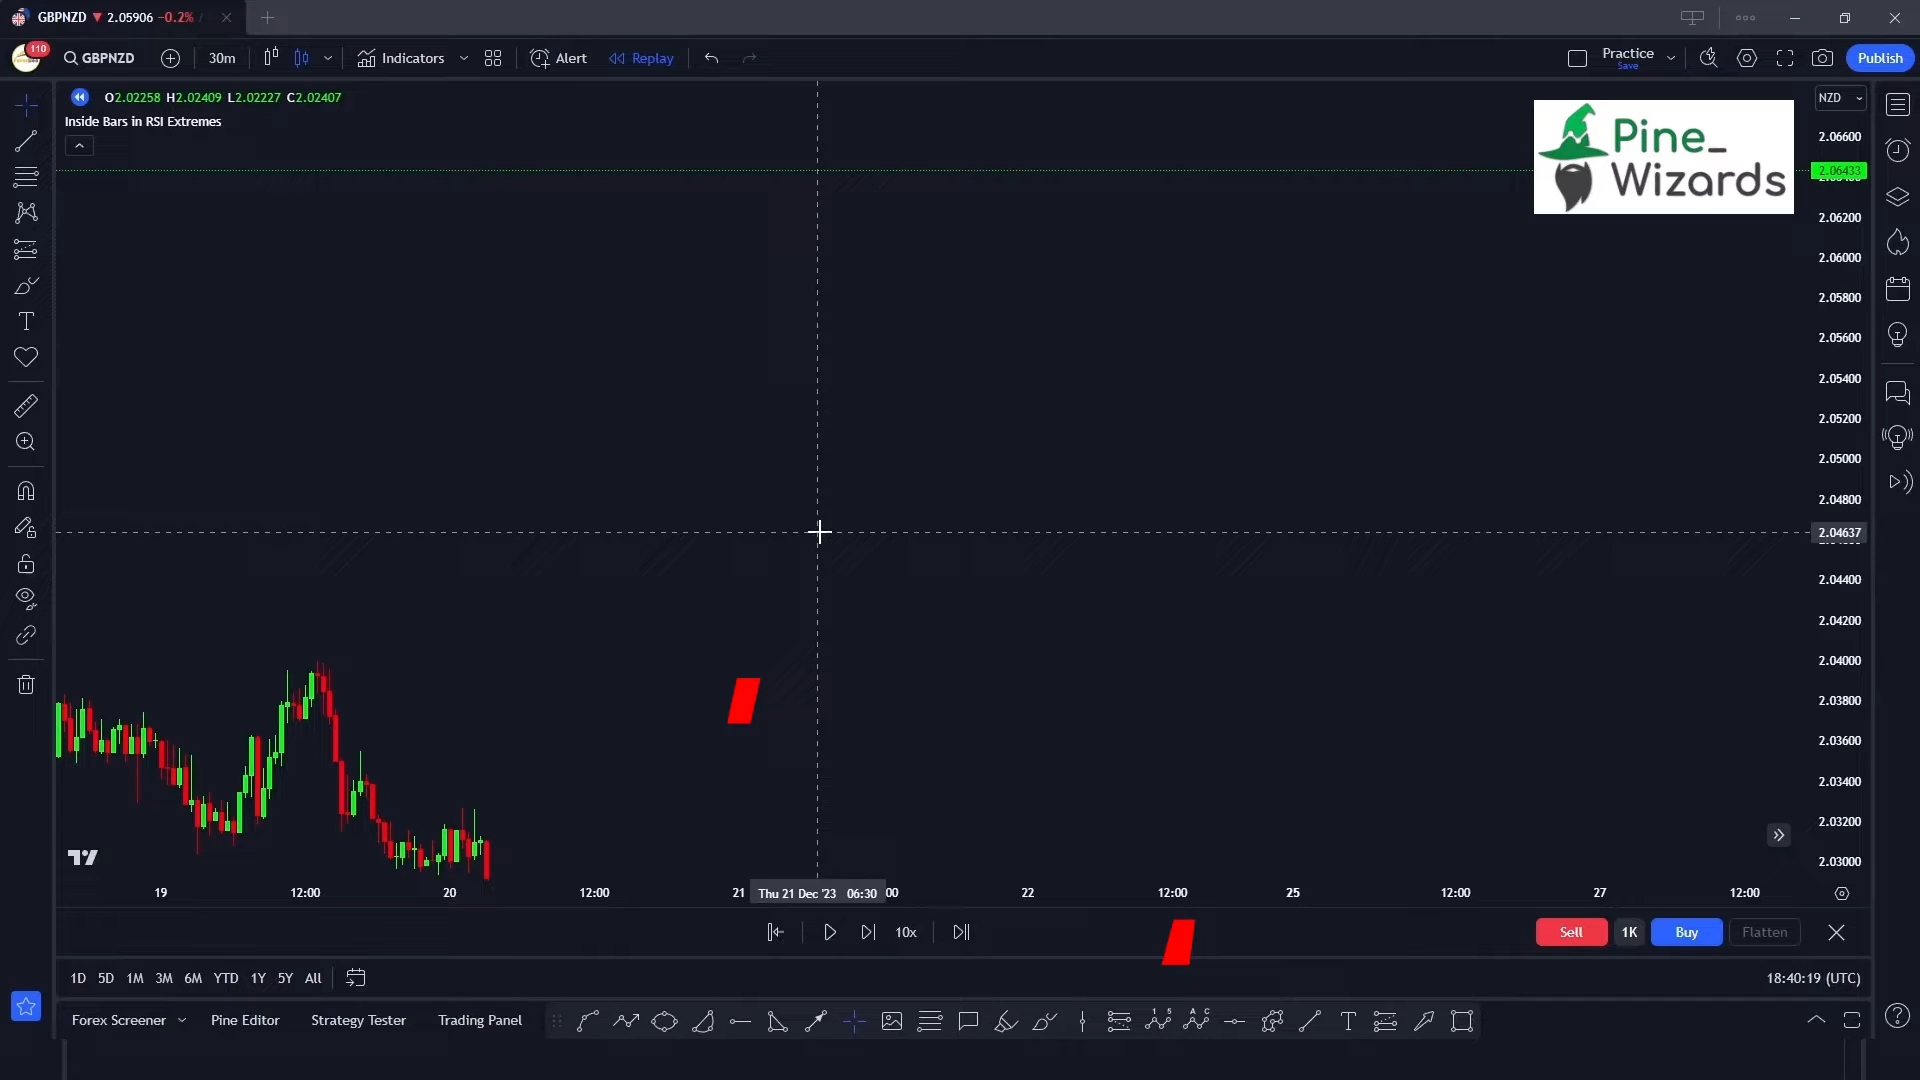 GBPNZD ▼ 2.05906 −0.2% /
110
GBPNZD
30m
Indicators
Alert
Replay
Practice
Save
Publish
O2.02258 H2.02409 L2.02227 C2.02407
Inside Bars in RSI Extremes
NZD
Pine_
Wizards
2.06600
2.06433
2.06200
2.06000
2.05800
2.05600
2.05400
2.05200
2.05000
2.04800
2.04637
2.04400
2.04200
2.04000
2.03800
2.03600
2.03400
2.03200
2.03000
19
12:00
20
12:00
21
Thu 21 Dec '23 06:30
:00
22
12:00
25
12:00
27
12:00
10x
Sell
1K
Buy
Flatten
1D 5D 1M 3M 6M YTD 1Y 5Y All
18:40:19 (UTC)
Forex Screener
Pine Editor
Strategy Tester
Trading Panel